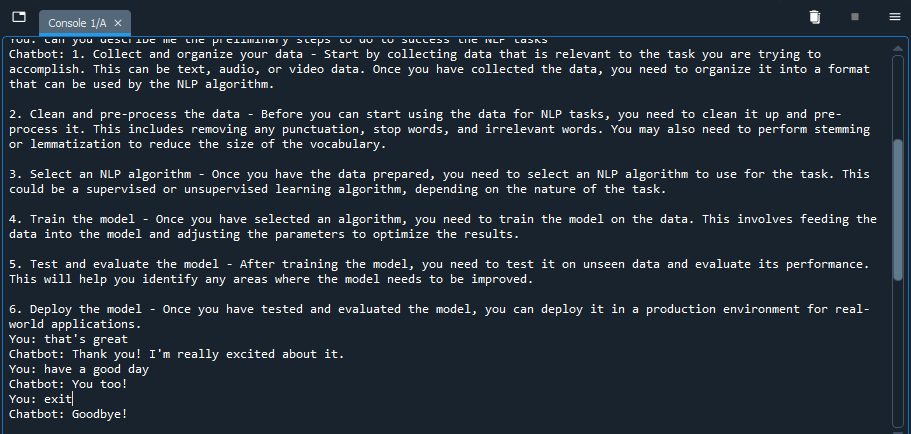 Console 1/A
You: can you describe me the preliminary steps to do to success the NLP tasks
Chatbot: 1. Collect and organize your data - Start by collecting data that is relevant to the task you are trying to
accomplish. This can be text, audio, or video data. Once you have collected the data, you need to organize it into a format
that can be used by the NLP algorithm.
2. Clean and pre-process the data - Before you can start using the data for NLP tasks, you need to clean it up and pre-
process it. This includes removing any punctuation, stop words, and irrelevant words. You may also need to perform stemming
or lemmatization to reduce the size of the vocabulary.
3. Select an NLP algorithm - Once you have the data prepared, you need to select an NLP algorithm to use for the task. This
could be a supervised or unsupervised learning algorithm, depending on the nature of the task.
4. Train the model - Once you have selected an algorithm, you need to train the model on the data. This involves feeding the
data into the model and adjusting the parameters to optimize the results.
5. Test and evaluate the model - After training the model, you need to test it on unseen data and evaluate its performance.
This will help you identify any areas where the model needs to be improved.
6. Deploy the model - Once you have tested and evaluated the model, you can deploy it in a production environment for real-
world applications.
You: that's great
Chatbot: Thank you! I'm really excited about it.
You: have a good day
Chatbot: You too!
You: exit
Chatbot: Goodbye!